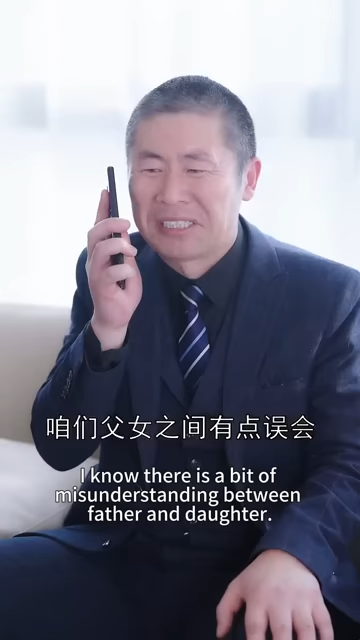 咱们父女之间有点误会
I know there is a bit of
misunderstanding between
father and daughter.